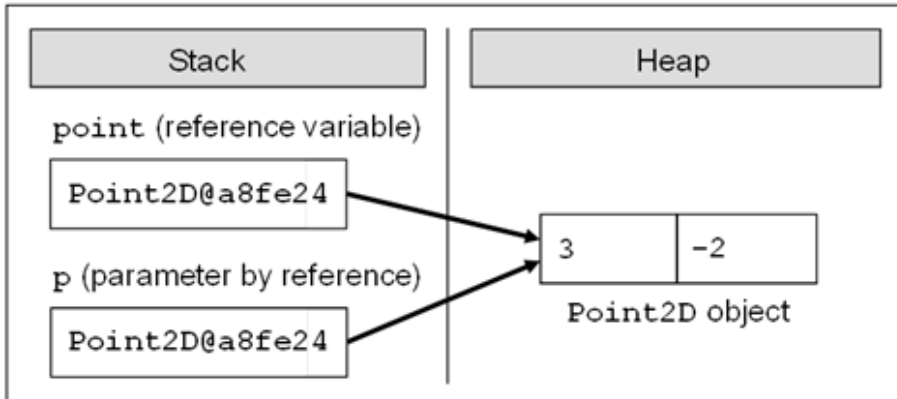 Stack
Heap
point (reference variable)
Point2D@a8fe24
3
-2
p (parameter by reference)
Point2D object
Point2D@a8fe24